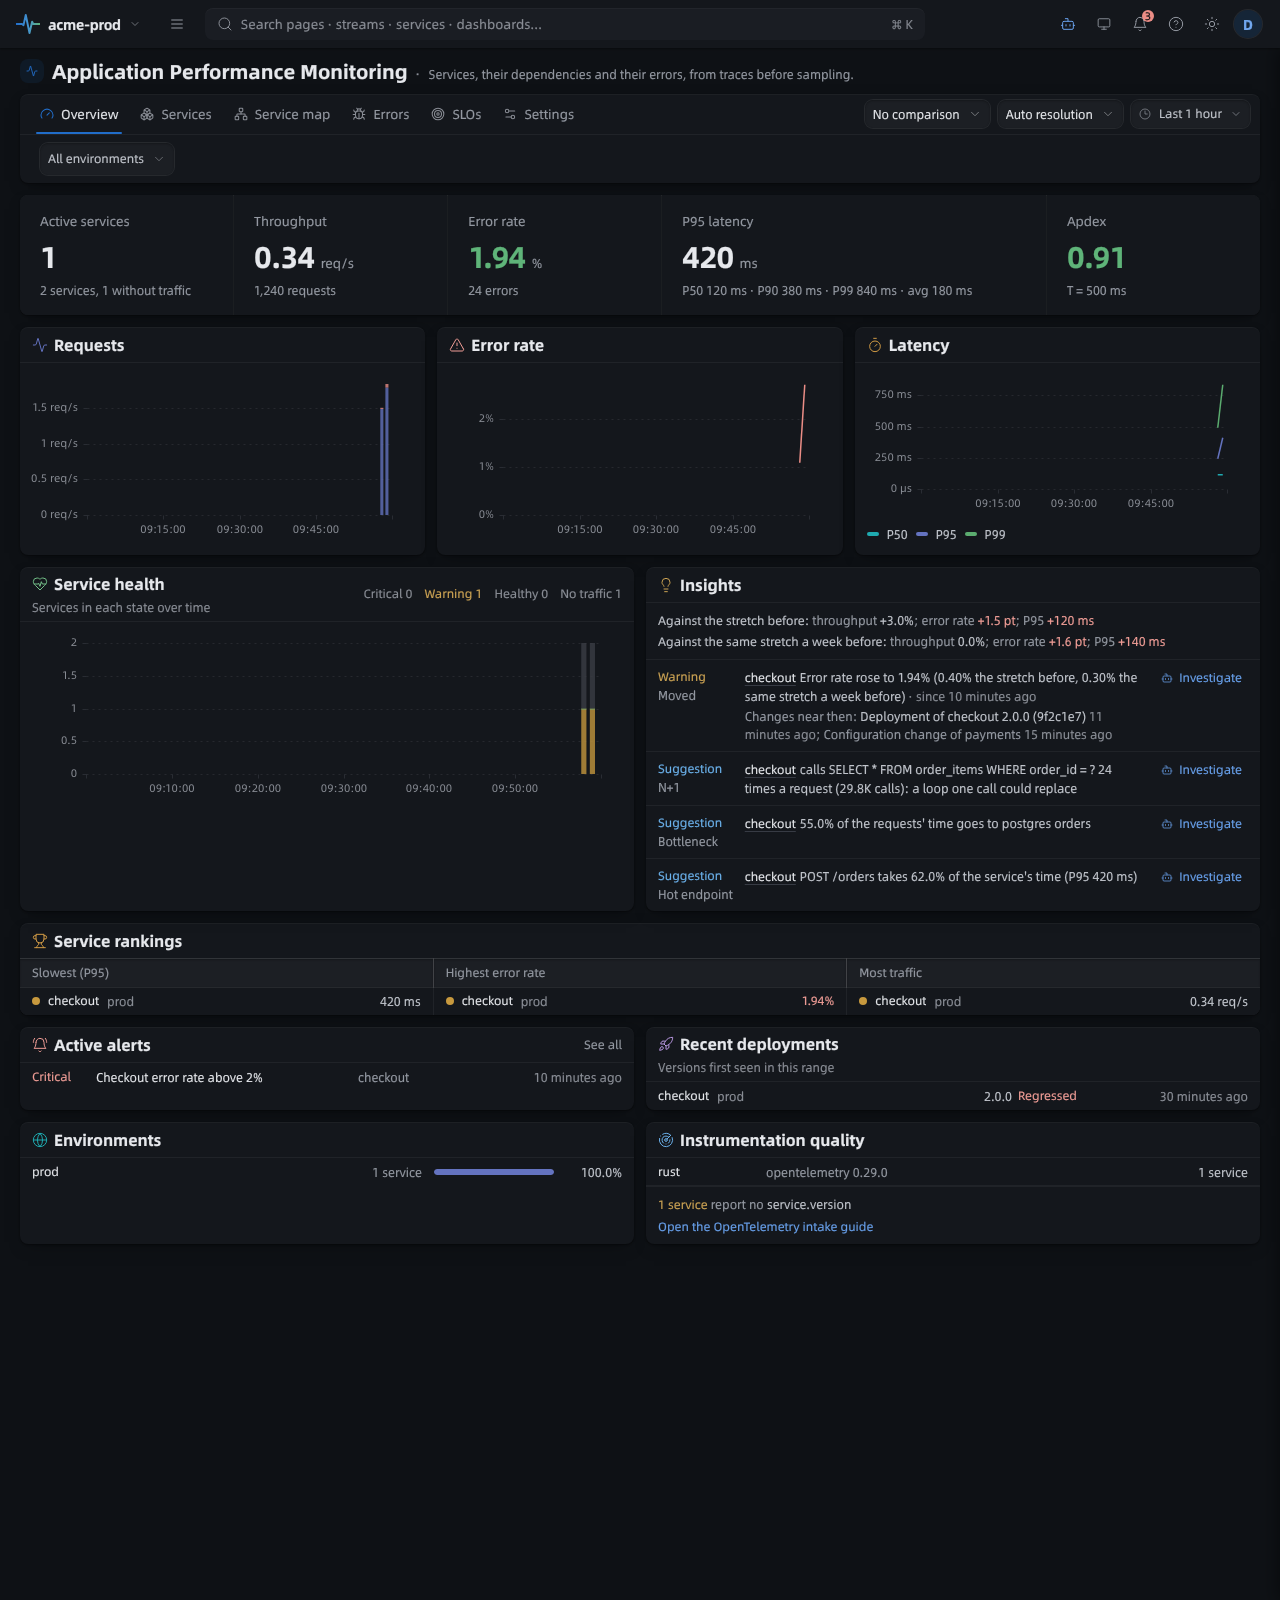 acme-prod
Search pages · streams · services · dashboards...
⌘ K
3
D
Application Performance Monitoring · Services, their dependencies and their errors, from traces before sampling.
Overview Services Service map Errors SLOs Settings
No comparison Auto resolution Last 1 hour
All environments
Active services
1
2 services, 1 without traffic
Throughput
0.34 req/s
1,240 requests
Error rate
1.94 %
24 errors
P95 latency
420 ms
P50 120 ms · P90 380 ms · P99 840 ms · avg 180 ms
Apdex
0.91
T = 500 ms
Requests
1.5 req/s
1 req/s
0.5 req/s
0 req/s
09:15:00 09:30:00 09:45:00
Error rate
2%
1%
0%
09:15:00 09:30:00 09:45:00
Latency
750 ms
500 ms
250 ms
0 µs
09:15:00 09:30:00 09:45:00
P50 P95 P99
Service health
Services in each state over time
Critical 0 Warning 1 Healthy 0 No traffic 1
2
1.5
1
0.5
0
09:10:00 09:20:00 09:30:00 09:40:00 09:50:00
Insights
Against the stretch before: throughput +3.0%; error rate +1.5 pt; P95 +120 ms
Against the same stretch a week before: throughput 0.0%; error rate +1.6 pt; P95 +140 ms
Warning
Moved
checkout Error rate rose to 1.94% (0.40% the stretch before, 0.30% the
same stretch a week before) · since 10 minutes ago
Changes near then: Deployment of checkout 2.0.0 (9f2c1e7) 11
minutes ago; Configuration change of payments 15 minutes ago
Investigate
Suggestion
N+1
checkout calls SELECT * FROM order_items WHERE order_id = ? 24
times a request (29.8K calls): a loop one call could replace
Investigate
Suggestion
Bottleneck
checkout 55.0% of the requests' time goes to postgres orders
Investigate
Suggestion
Hot endpoint
checkout POST /orders takes 62.0% of the service's time (P95 420 ms)
Investigate
Service rankings
Slowest (P95)
checkout prod 420 ms
Highest error rate
checkout prod 1.94%
Most traffic
checkout prod 0.34 req/s
Active alerts
See all
Critical Checkout error rate above 2% checkout 10 minutes ago
Recent deployments
Versions first seen in this range
checkout prod 2.0.0 Regressed 30 minutes ago
Environments
prod 1 service 100.0%
Instrumentation quality
rust opentelemetry 0.29.0 1 service
1 service report no service.version
Open the OpenTelemetry intake guide